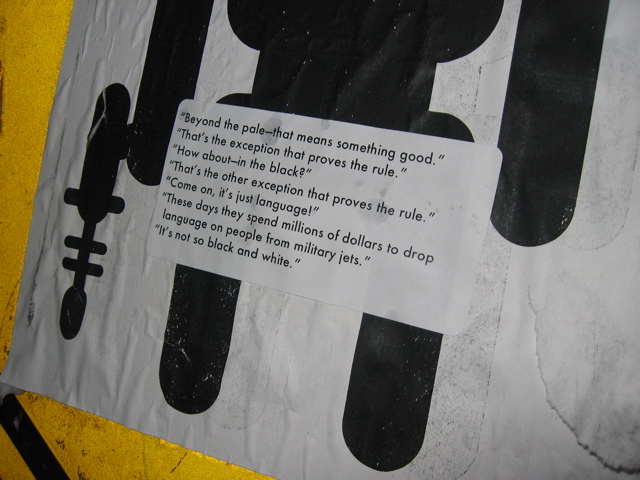 "Beyond the pale—that means something good."
"That's the exception that proves the rule."
"How about—in the black?"
"That's the other exception that proves the rule."
"Come on, it's just language!"
"These days they spend millions of dollars to drop
language on people from military jets."
"It's not so black and white."